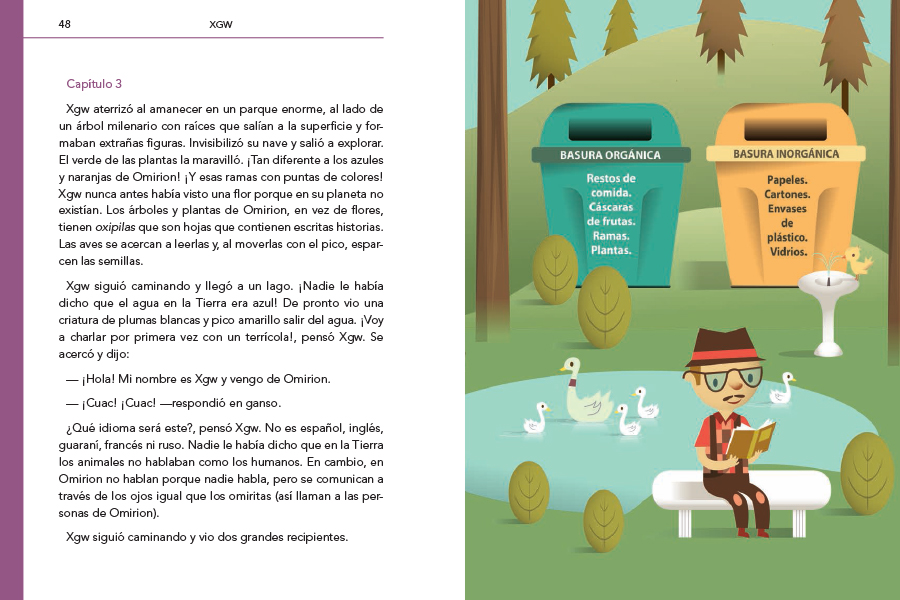 48
XGW
Capítulo 3
Xgw aterrizó al amanecer en un parque enorme, al lado de
un árbol milenario con raíces que salían a la superficie y for-
maban extrañas figuras. Invisibilizó su nave y salió a explorar.
El verde de las plantas la maravilló. ¡Tan diferente a los azules
y naranjas de Omirion! ¡Y esas ramas con puntas de colores!
Xgw nunca antes había visto una flor porque en su planeta no
existían. Los árboles y plantas de Omirion, en vez de flores,
tienen oxipilas que son hojas que contienen escritas historias.
Las aves se acercan a leerlas y, al moverlas con el pico, espar-
cen las semillas.
Xgw siguió caminando y llegó a un lago. ¡Nadie le había
dicho que el agua en la Tierra era azul! De pronto vio una
criatura de plumas blancas y pico amarillo salir del agua. ¡Voy
a charlar por primera vez con un terrícola!, pensó Xgw. Se
acercó y dijo:
— ¡Hola! Mi nombre es Xgw y vengo de Omirion.
— ¡Cuac! ¡Cuac! —respondió en ganso.
¿Qué idioma será este?, pensó Xgw. No es español, inglés,
guaraní, francés ni ruso. Nadie le había dicho que en la Tierra
los animales no hablaban como los humanos. En cambio, en
Omirion no hablan porque nadie habla, pero se comunican a
través de los ojos igual que los omiritas (así llaman a las per-
sonas de Omirion).
Xgw siguió caminando y vio dos grandes recipientes.
BASURA ORGÁNICA
Restos de
comida.
Cáscaras
de frutas.
Ramas.
Plantas.
BASURA INORGÁNICA
Papeles.
Cartones.
Envases
de
plástico.
Vidrios.